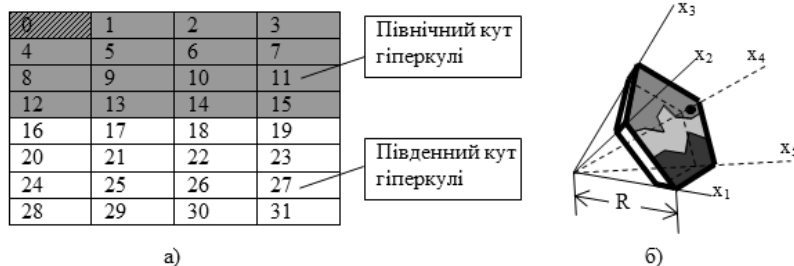 0 1 2 3
4 5 6 7
8 9 10 11
12 13 14 15
16 17 18 19
20 21 22 23
24 25 26 27
28 29 30 31
Північний кут
гіперкулі
Південний кут
гіперкулі
а)
x3
x2
x4
x5
x1
R
б)